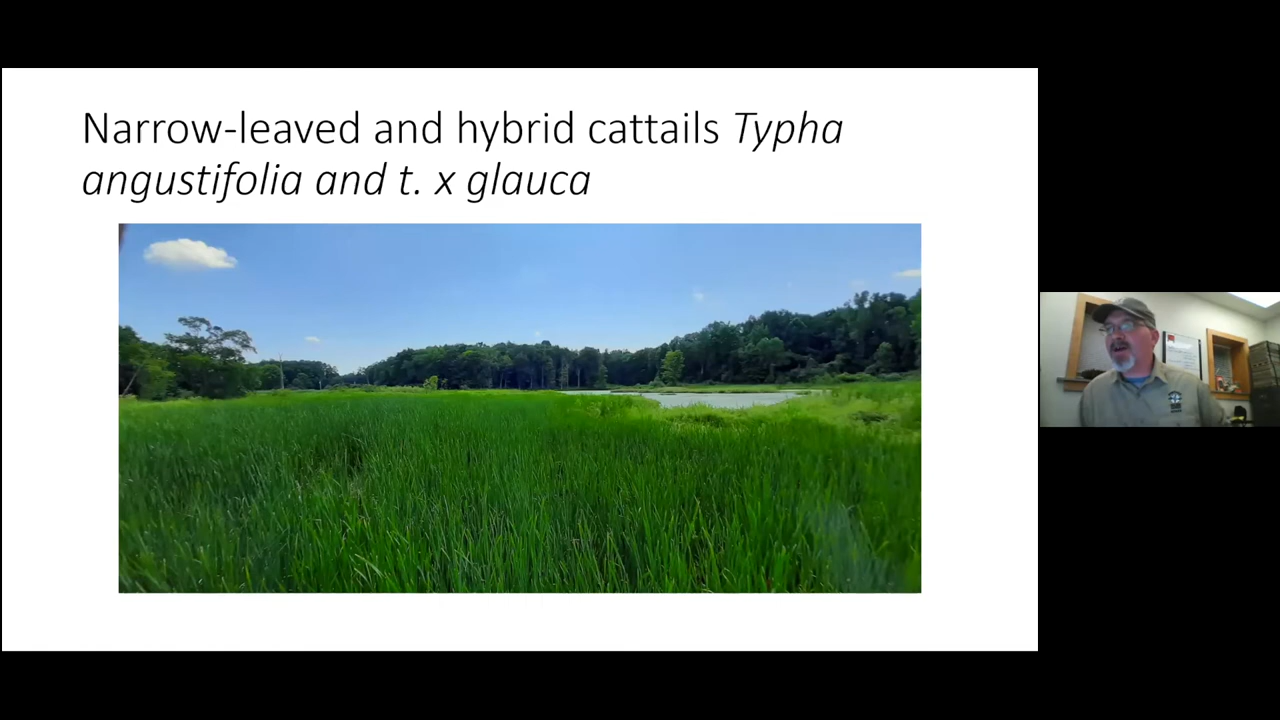 Narrow-leaved and hybrid cattails Typha
angustifolia and t. x glauca